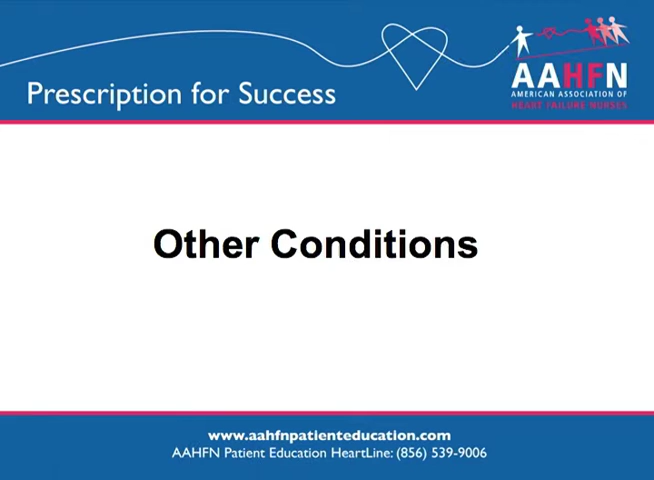 Prescription for Success
AAHFN
AMERICAN ASSOCIATION OF
HEART FAILURE NURSES
Other Conditions
www.aahfnpatienteducation.com
AAHFN Patient Education HeartLine: (856) 539-9006